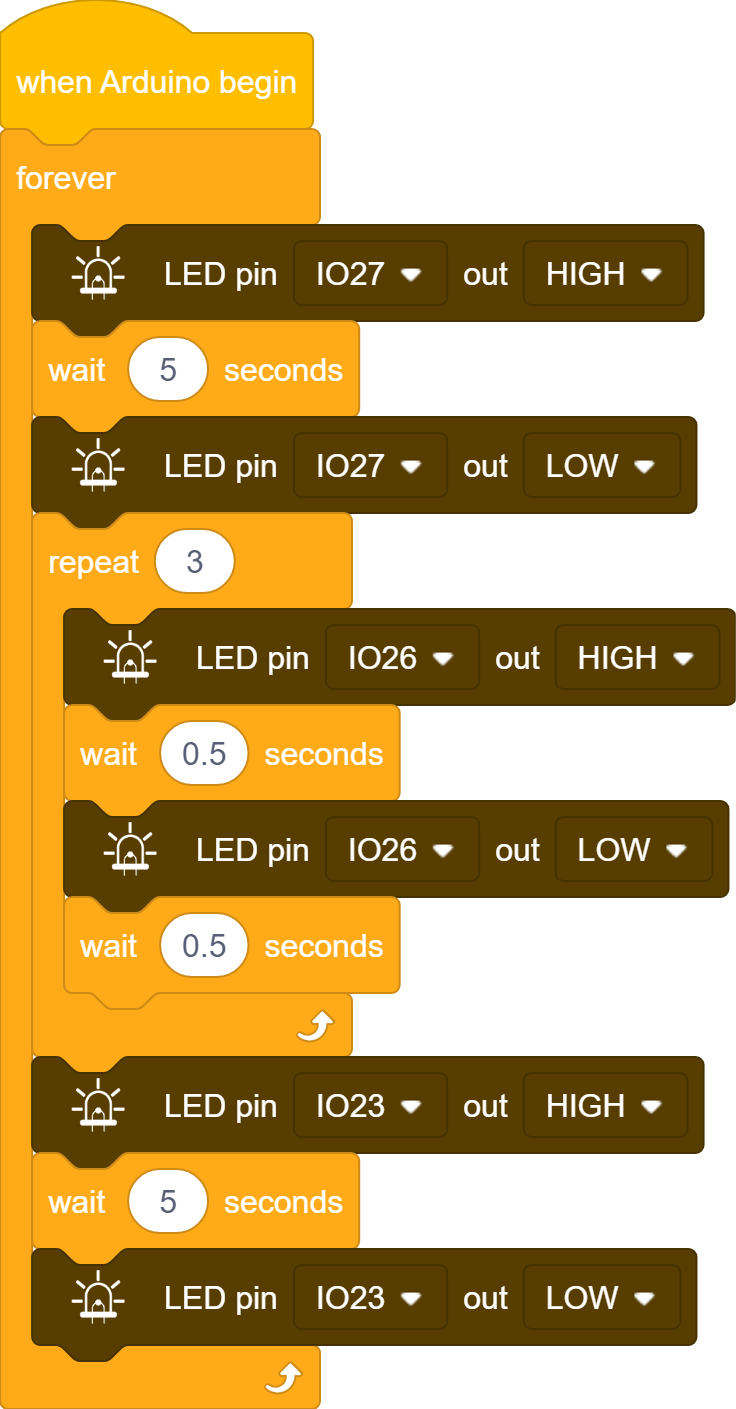 when Arduino begin
forever
LED pin IO27 out HIGH
wait 5 seconds
LED pin IO27 out LOW
repeat 3
LED pin IO26 out HIGH
wait 0.5 seconds
LED pin IO26 out LOW
wait 0.5 seconds
LED pin IO23 out HIGH
wait 5 seconds
LED pin IO23 out LOW